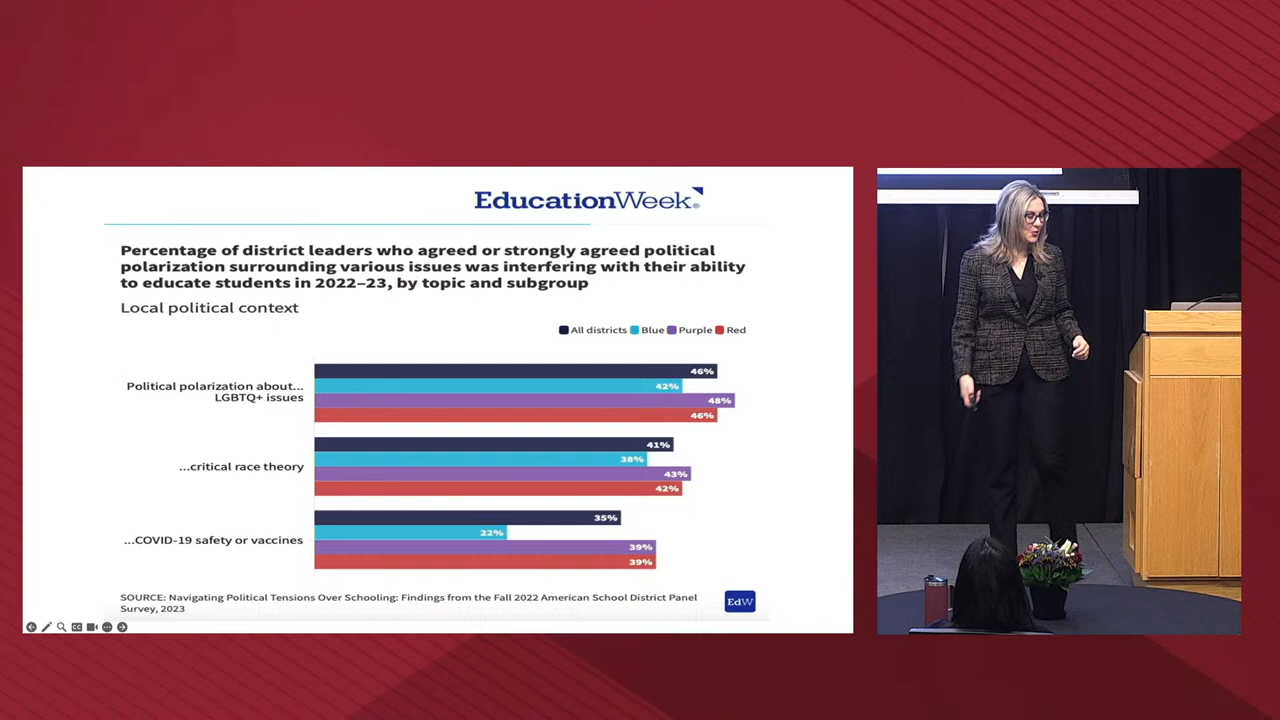 EducationWeek®
Percentage of district leaders who agreed or strongly agreed political
polarization surrounding various issues was interfering with their ability
to educate students in 2022–23, by topic and subgroup
Local political context
All districts Blue Purple Red
Political polarization about...
LGBTQ+ issues
46%
42%
48%
46%
...critical race theory
41%
38%
43%
42%
...COVID-19 safety or vaccines
35%
22%
39%
39%
SOURCE: Navigating Political Tensions Over Schooling: Findings from the Fall 2022 American School District Panel
Survey, 2023
EdW
CC